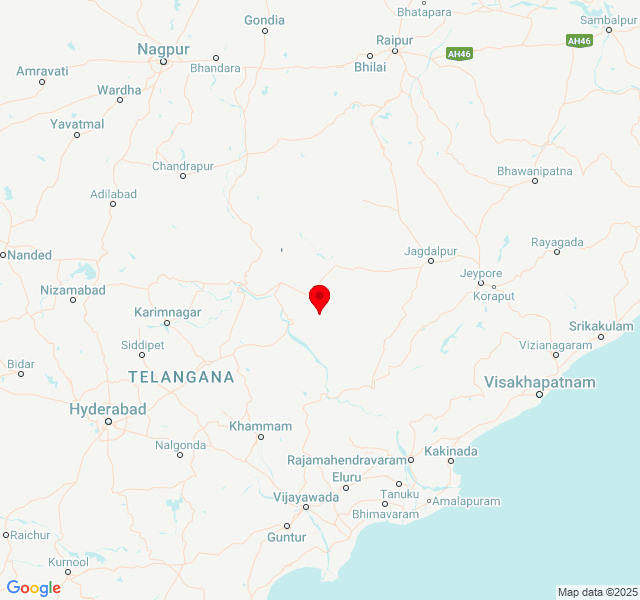 Bhatapara
Gondia
Sambalpur
Raipur
AH46
Nagpur
AH46
Bhandara
Bhilai
Amravati
Wardha
Yavatmal
Chandrapur
Bhawanipatna
Adilabad
Rayagada
Nanded
Jagdalpur
Jeypore
Nizamabad
Koraput
Karimnagar
Srikakulam
Siddipet
Vizianagaram
Bidar
TELANGANA
Visakhapatnam
Hyderabad
Khammam
Nalgonda
Kakinada
Rajamahendravaram
Eluru
Tanuku
Vijayawada
Amalapuram
Bhimavaram
Raichur
Guntur
Kurnool
Google
Map data ©2025